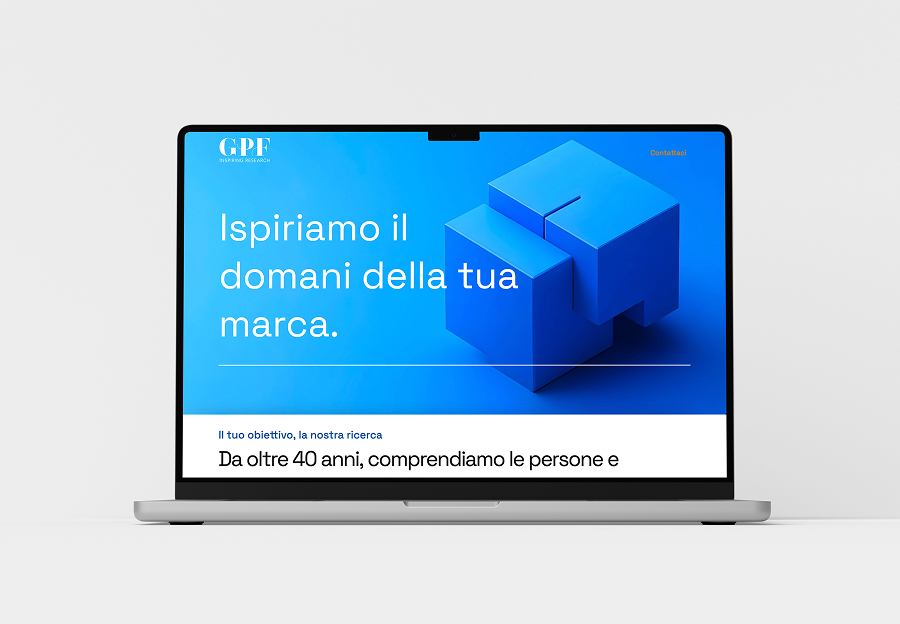 GPF
INSPIRING RESEARCH
Contattaci
Ispiriamo il
domani della tua
marca.
Il tuo obiettivo, la nostra ricerca
Da oltre 40 anni, comprendiamo le persone e